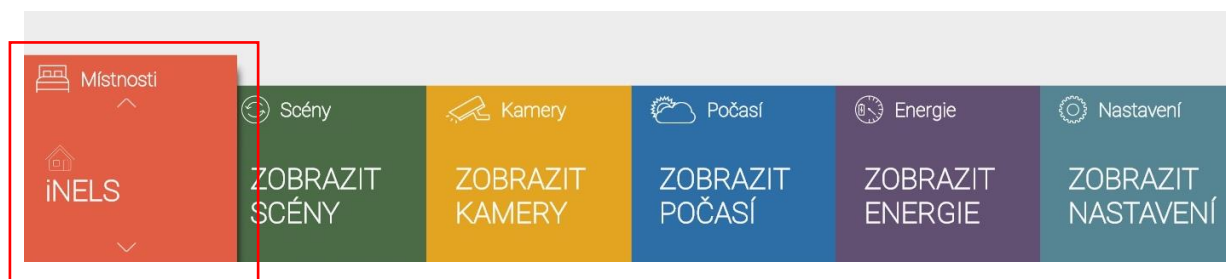 Místnosti
iNELS
Scény
ZOBRAZIT
SCÉNY
Kamery
ZOBRAZIT
KAMERY
Počasí
ZOBRAZIT
POČASÍ
Energie
ZOBRAZIT
ENERGIE
Nastavení
ZOBRAZIT
NASTAVENÍ